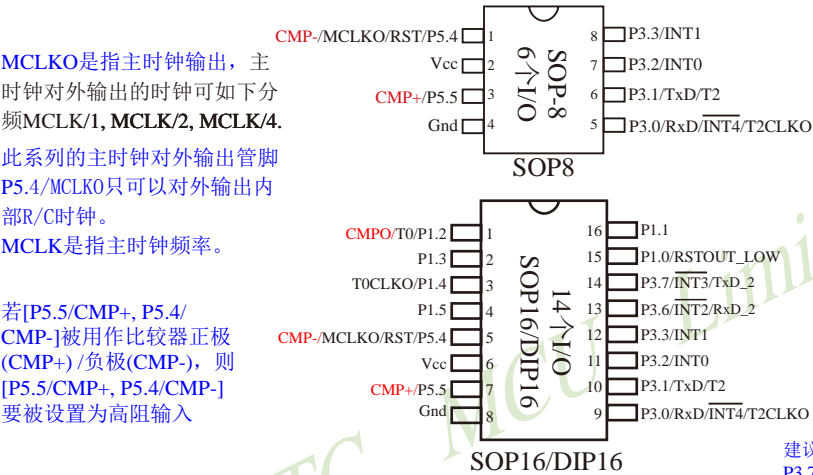 MCLKO是指主时钟输出，主
时钟对外输出的时钟可如下分
频MCLK/1, MCLK/2, MCLK/4.
此系列的主时钟对外输出管脚
P5.4/MCLKO只可以对外输出内
部R/C时钟。
MCLK是指主时钟频率。
若[P5.5/CMP+, P5.4/
CMP-]被用作比较器正极
(CMP+) /负极(CMP-)，则
[P5.5/CMP+, P5.4/CMP-]
要被设置为高阻输入
CMP-/MCLKO/RST/P5.4 1
Vcc 2
CMP+/P5.5 3
Gnd 4
SOP-8
6个I/O
8 P3.3/INT1
7 P3.2/INT0
6 P3.1/TxD/T2
5 P3.0/RxD/INT4/T2CLKO
SOP8
CMPO/T0/P1.2 1
P1.3 2
T0CLKO/P1.4 3
P1.5 4
CMP-/MCLKO/RST/P5.4 5
Vcc 6
CMP+/P5.5 7
Gnd 8
14个I/O
SOP16/DIP16
16 P1.1
15 P1.0/RSTOUT_LOW
14 P3.7/INT3/TxD_2
13 P3.6/INT2/RxD_2
12 P3.3/INT1
11 P3.2/INT0
10 P3.1/TxD/T2
9 P3.0/RxD/INT4/T2CLKO
SOP16/DIP16
MCU Limi
建议
P3.7